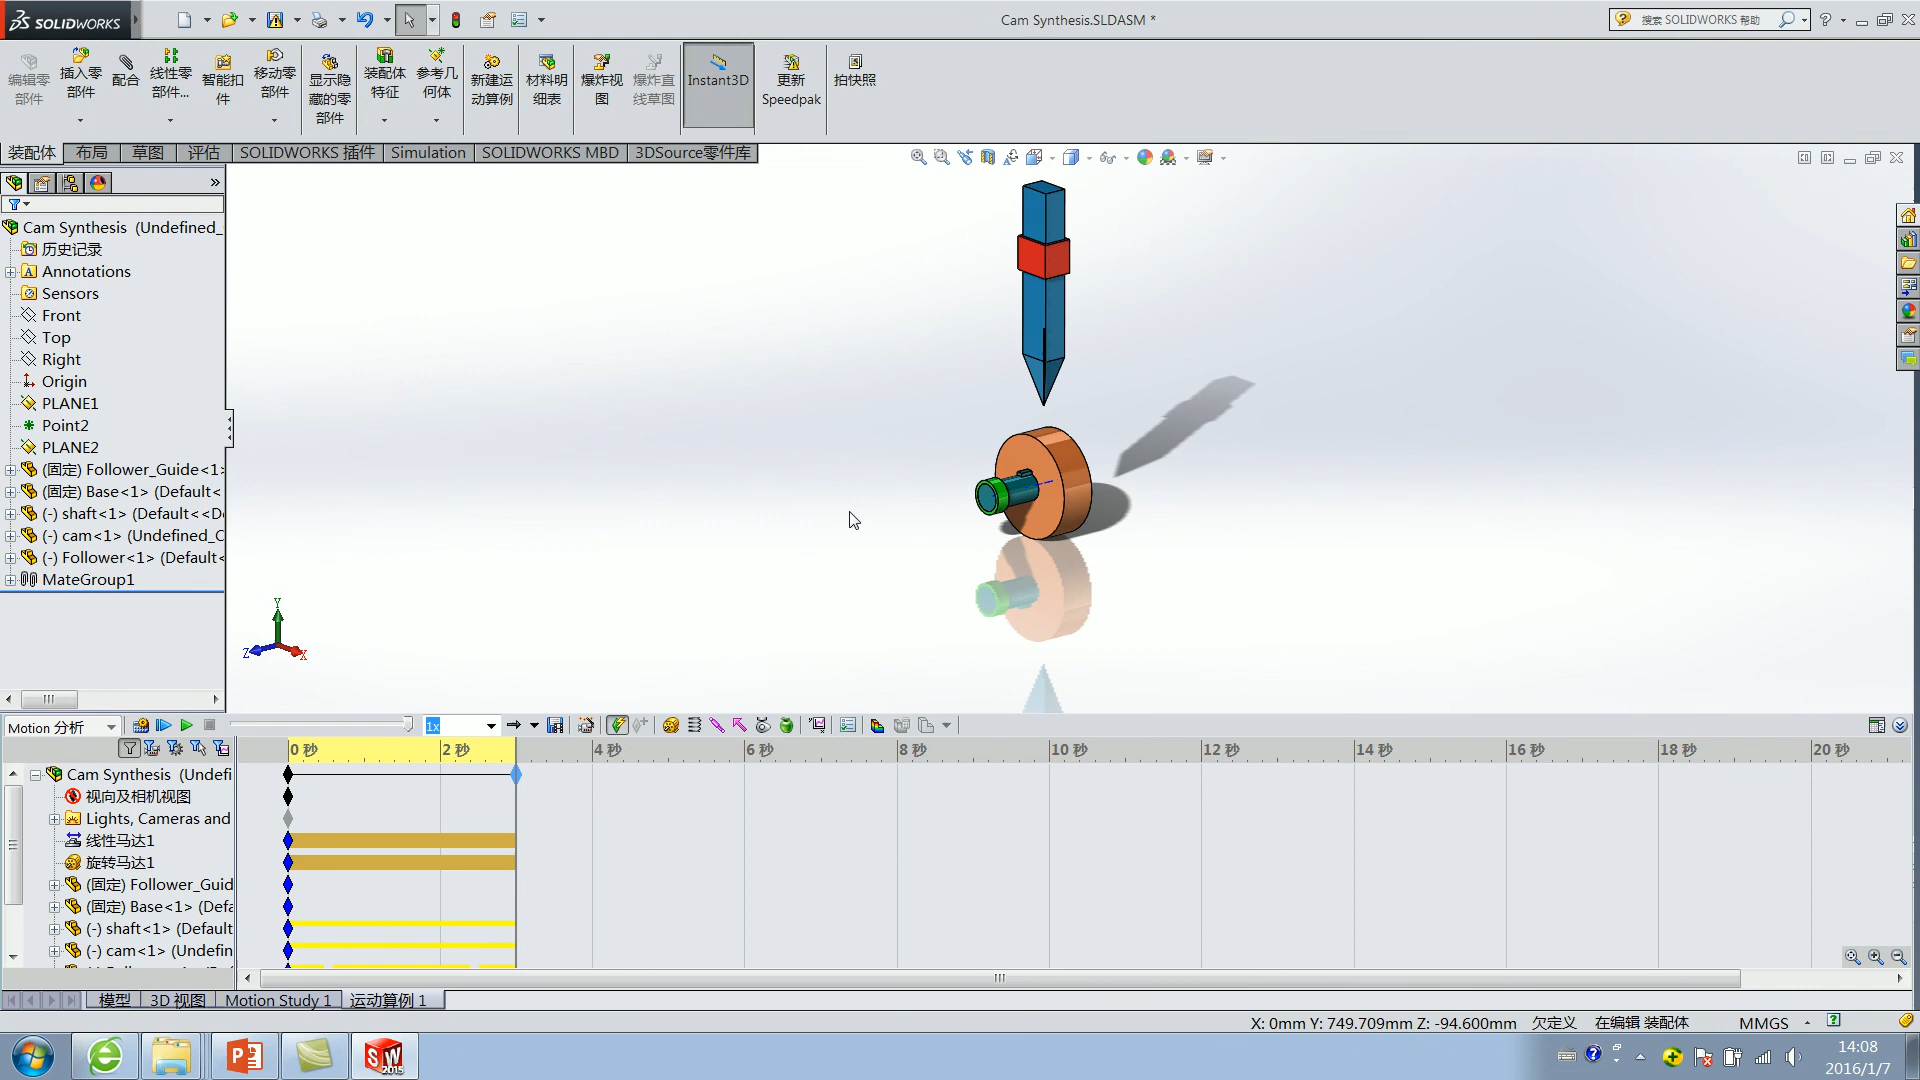 SOLIDWORKS
Cam Synthesis.SLDASM *
搜索 SOLIDWORKS 帮助
编辑零部件
插入零部件
配合
线性零部件...
智能扣件
移动零部件
显示隐藏的零部件
装配体特征
参考几何体
新建运动算例
材料明细表
爆炸视图
爆炸直线草图
Instant3D
更新 Speedpak
拍快照
装配体 布局 草图 评估 SOLIDWORKS 插件 Simulation SOLIDWORKS MBD 3DSource零件库
Cam Synthesis (Undefined_
历史记录
Annotations
Sensors
Front
Top
Right
Origin
PLANE1
Point2
PLANE2
(固定) Follower_Guide<1>
(固定) Base<1> (Default<
(-) shaft<1> (Default<<D
(-) cam<1> (Undefined_C
(-) Follower<1> (Default<
MateGroup1
Y
Z
X
Motion 分析
1x
0 秒 2 秒 4 秒 6 秒 8 秒 10 秒 12 秒 14 秒 16 秒 18 秒 20 秒
Cam Synthesis (Undefi
视向及相机视图
Lights, Cameras and
线性马达1
旋转马达1
(固定) Follower_Guid
(固定) Base<1> (Defa
(-) shaft<1> (Default
(-) cam<1> (Undefin
模型 3D 视图 Motion Study 1 运动算例 1
X: 0mm Y: 749.709mm Z: -94.600mm 欠定义 在编辑 装配体 MMGS
SW 2015
14:08
2016/1/7